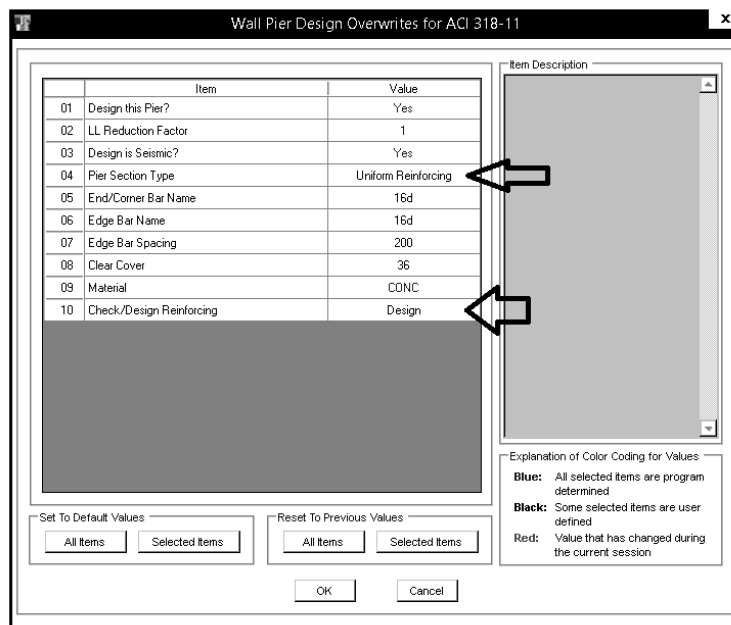 Wall Pier Design Overwrites for ACI 318-11
x
Item Value
01 Design this Pier? Yes
02 LL Reduction Factor 1
03 Design is Seismic? Yes
04 Pier Section Type Uniform Reinforcing
05 End/Corner Bar Name 16d
06 Edge Bar Name 16d
07 Edge Bar Spacing 200
08 Clear Cover 36
09 Material CONC
10 Check/Design Reinforcing Design
Item Description
Set To Default Values
All Items Selected Items
Reset To Previous Values
All Items Selected Items
Explanation of Color Coding for Values
Blue: All selected items are program
determined
Black: Some selected items are user
defined
Red: Value that has changed during
the current session
OK Cancel